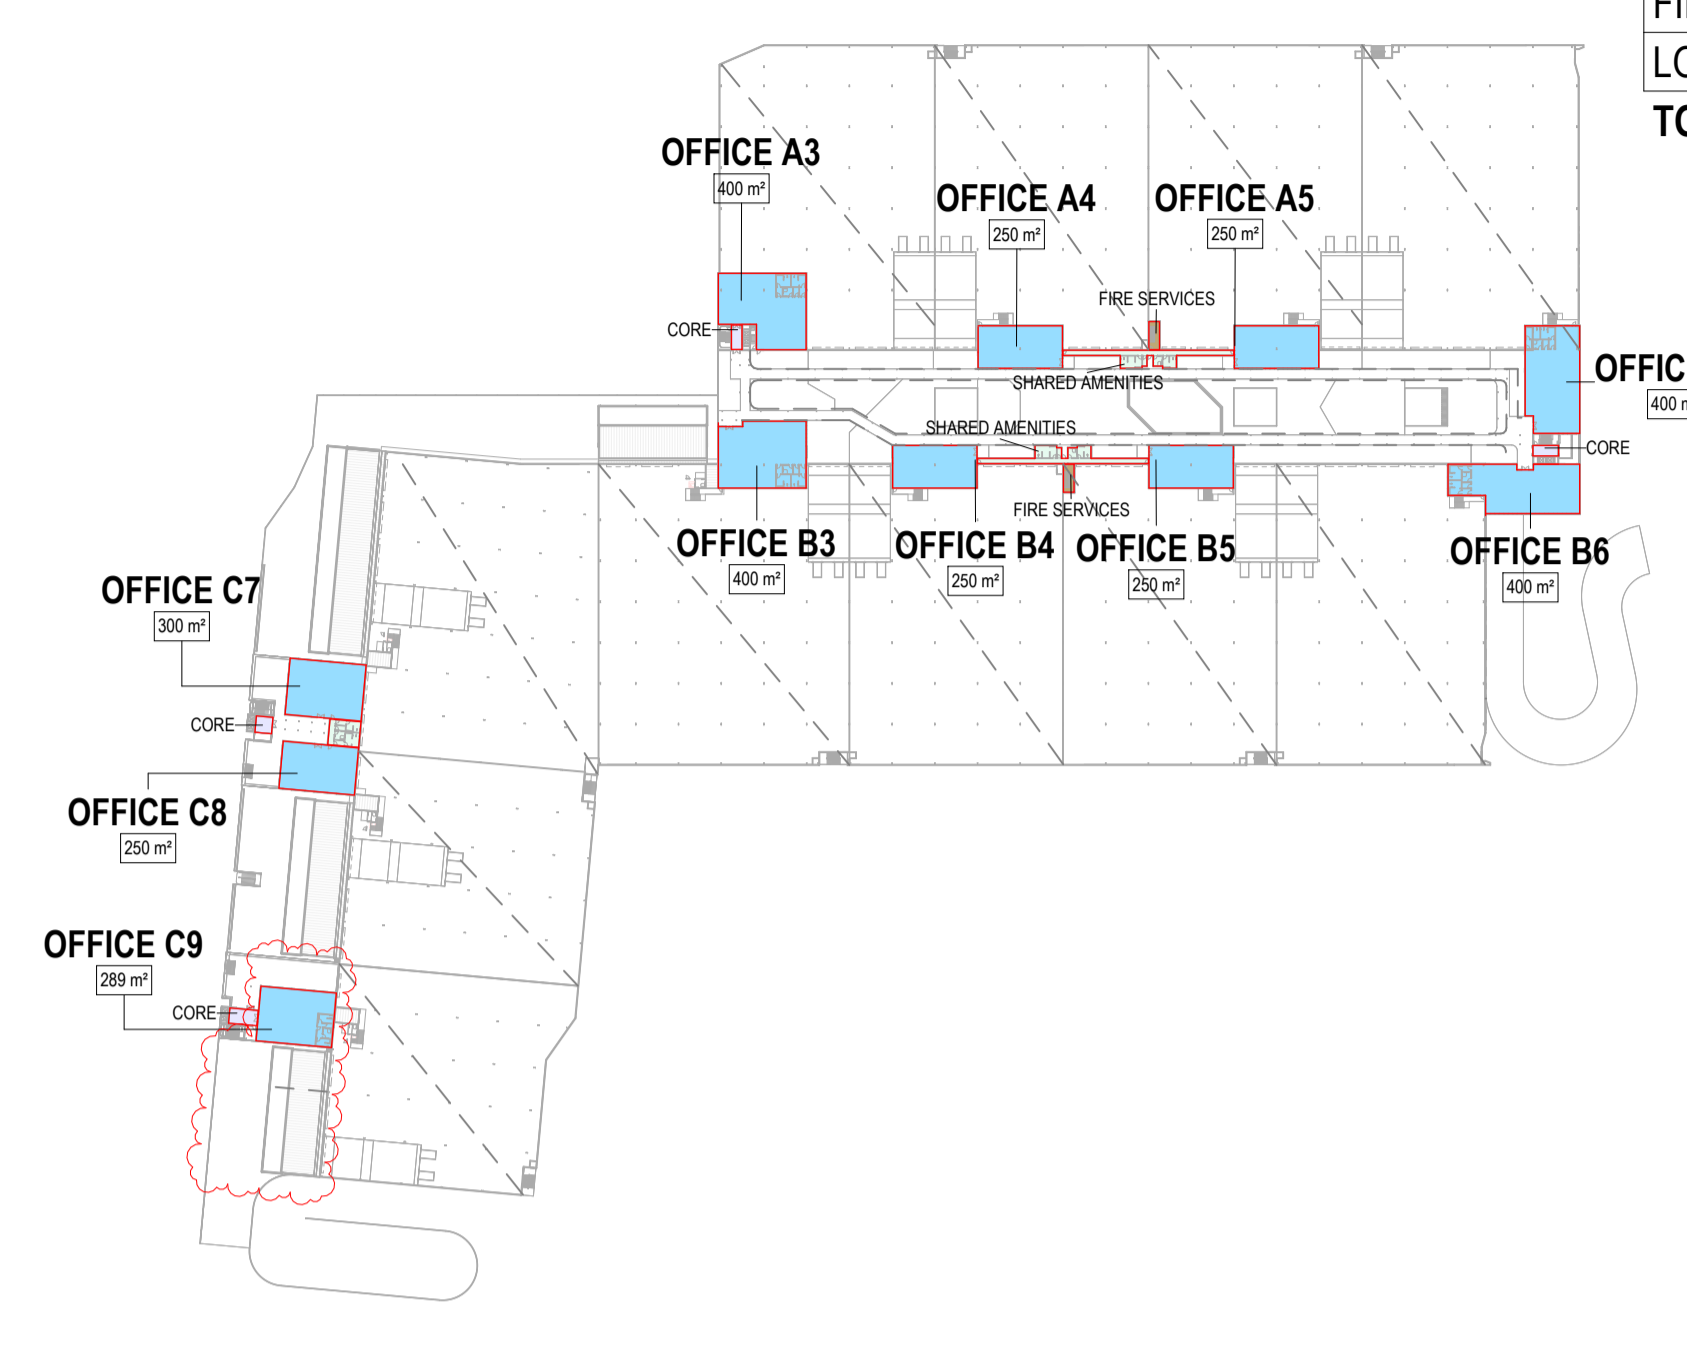 LO
TO
OFFICE A3
400 m²
OFFICE A4
250 m²
OFFICE A5
250 m²
FIRE SERVICES
CORE
SHARED AMENITIES
OFFIC
400 m
SHARED AMENITIES
CORE
FIRE SERVICES
OFFICE B3
400 m²
OFFICE B4
250 m²
OFFICE B5
250 m²
OFFICE B6
400 m²
OFFICE C7
300 m²
CORE
OFFICE C8
250 m²
OFFICE C9
289 m²
CORE